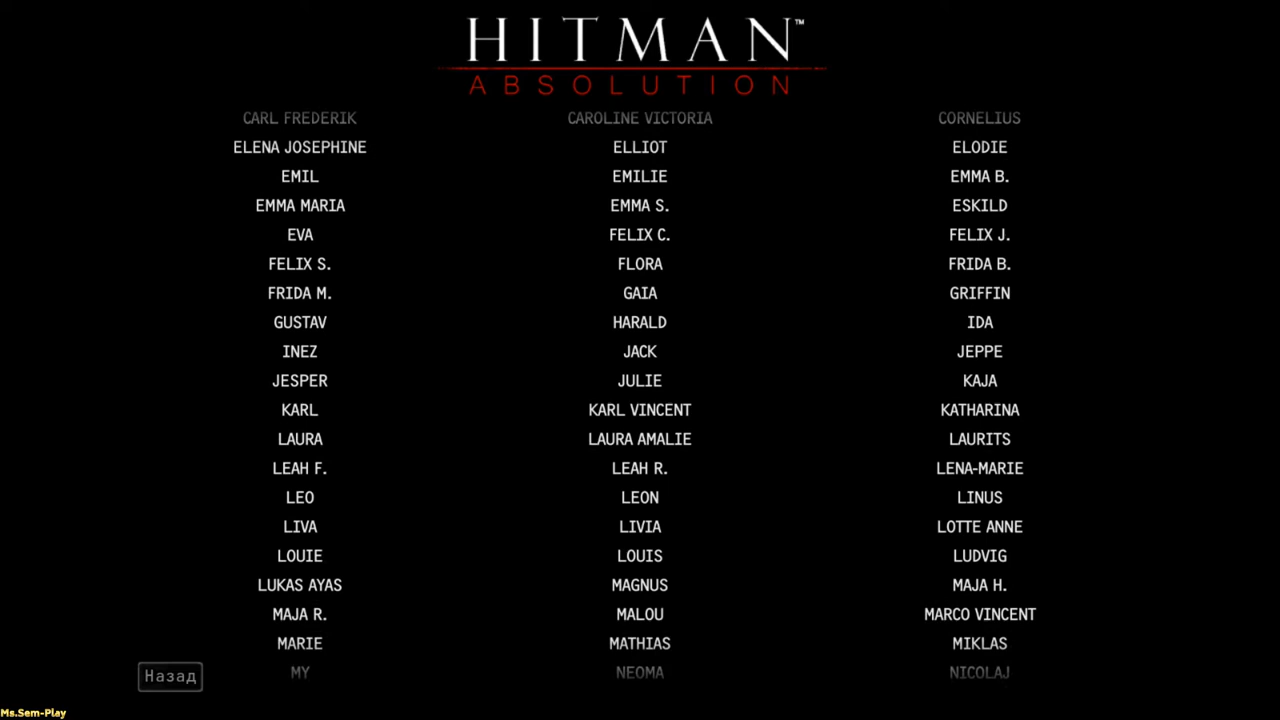 HITMAN™
ABSOLUTION
CARL FREDERIK CAROLINE VICTORIA CORNELIUS
ELENA JOSEPHINE ELLIOT ELODIE
EMIL EMILIE EMMA B.
EMMA MARIA EMMA S. ESKILD
EVA FELIX C. FELIX J.
FELIX S. FLORA FRIDA B.
FRIDA M. GAIA GRIFFIN
GUSTAV HARALD IDA
INEZ JACK JEPPE
JESPER JULIE KAJA
KARL KARL VINCENT KATHARINA
LAURA LAURA AMALIE LAURITS
LEAH F. LEAH R. LENA-MARIE
LEO LEON LINUS
LIVA LIVIA LOTTE ANNE
LOUIE LOUIS LUDVIG
LUKAS AYAS MAGNUS MAJA H.
MAJA R. MALOU MARCO VINCENT
MARIE MATHIAS MIKLAS
MY NEOMA NICOLAJ
Назад
Ms.Sem-Play